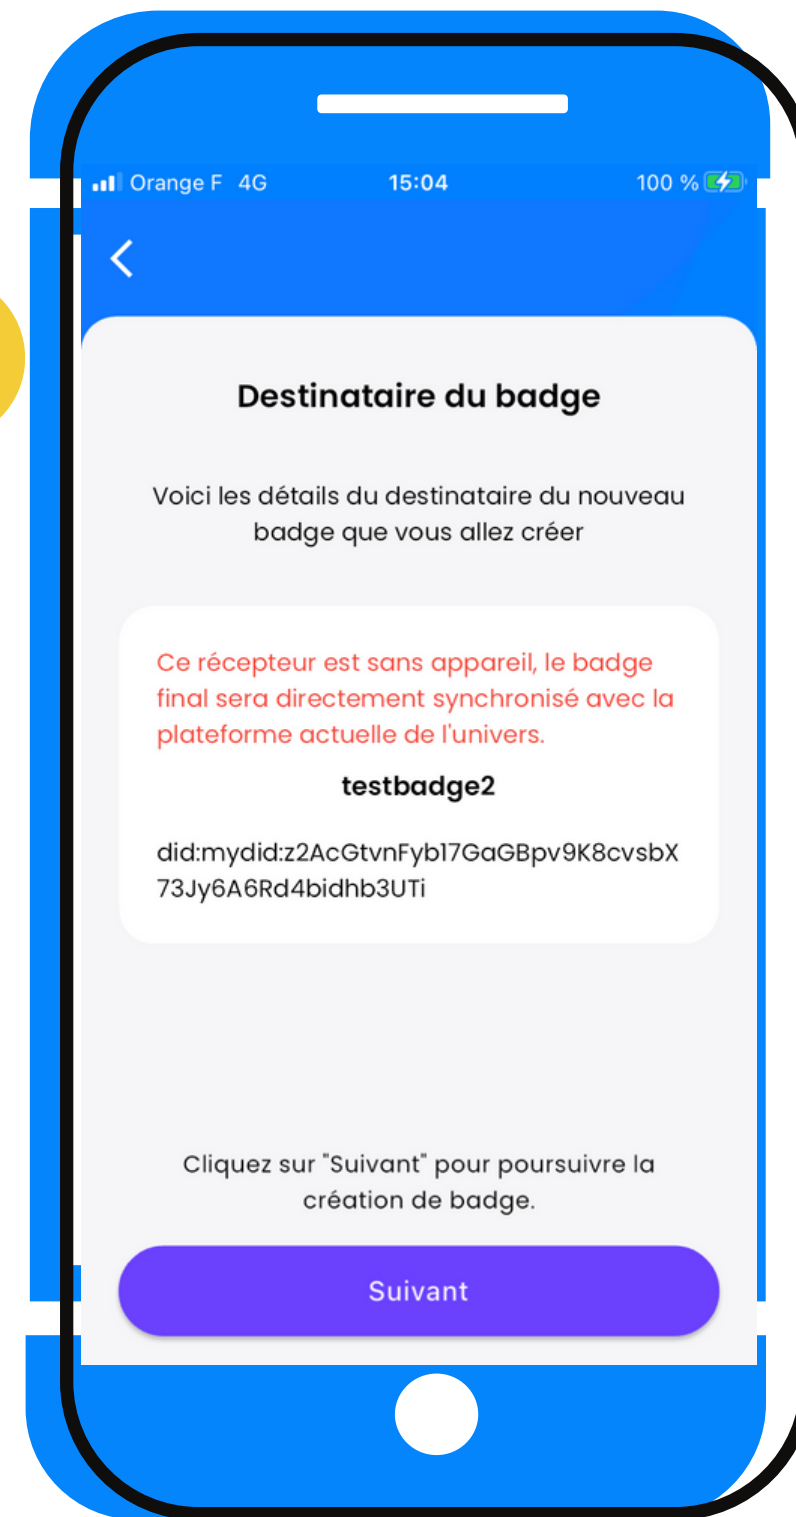 Orange F 4G 15:04 100 %
Destinataire du badge
Voici les détails du destinataire du nouveau
badge que vous allez créer
Ce récepteur est sans appareil, le badge
final sera directement synchronisé avec la
plateforme actuelle de l'univers.
testbadge2
did:mydid:z2AcGtvnFyb17GaGBpv9K8cvsbX
73Jy6A6Rd4bidhb3UTi
Cliquez sur "Suivant" pour poursuivre la
création de badge.
Suivant